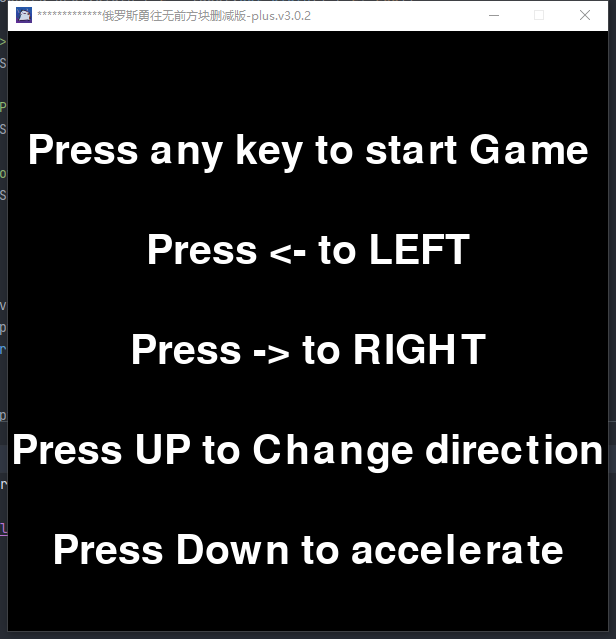 *************俄罗斯勇往无前方块删减版-plus.v3.0.2
Press any key to start Game
Press <- to LEFT
Press -> to RIGHT
Press UP to Change direction
Press Down to accelerate